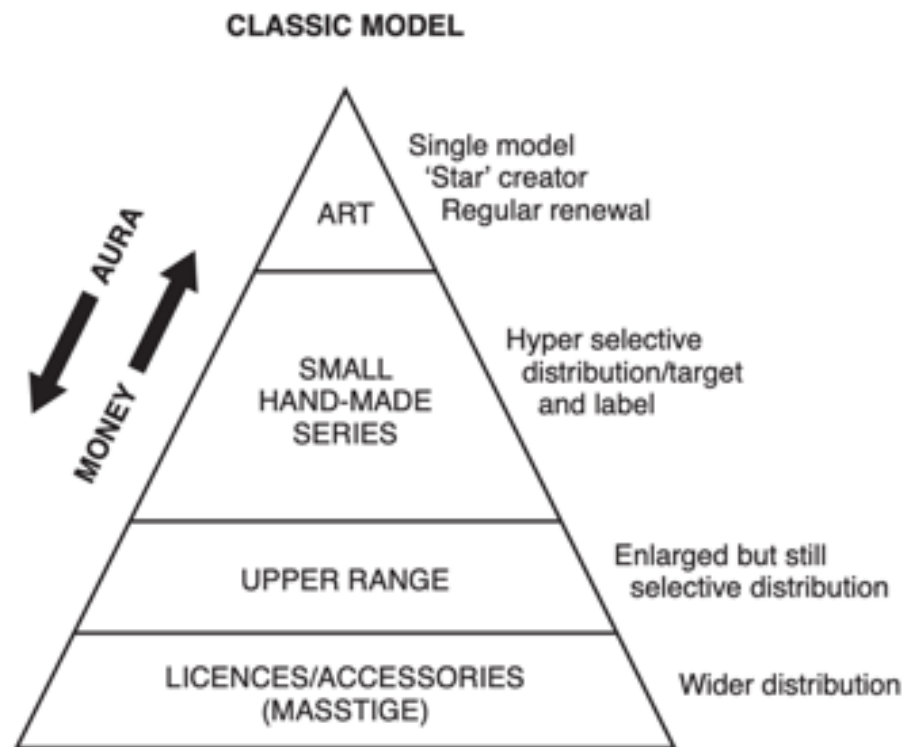 CLASSIC MODEL
Single model
'Star' creator
Regular renewal
ART
AURA
MONEY
SMALL
HAND-MADE
SERIES
Hyper selective
distribution/target
and label
UPPER RANGE
Enlarged but still
selective distribution
LICENCES/ACCESSORIES
(MASSTIGE)
Wider distribution